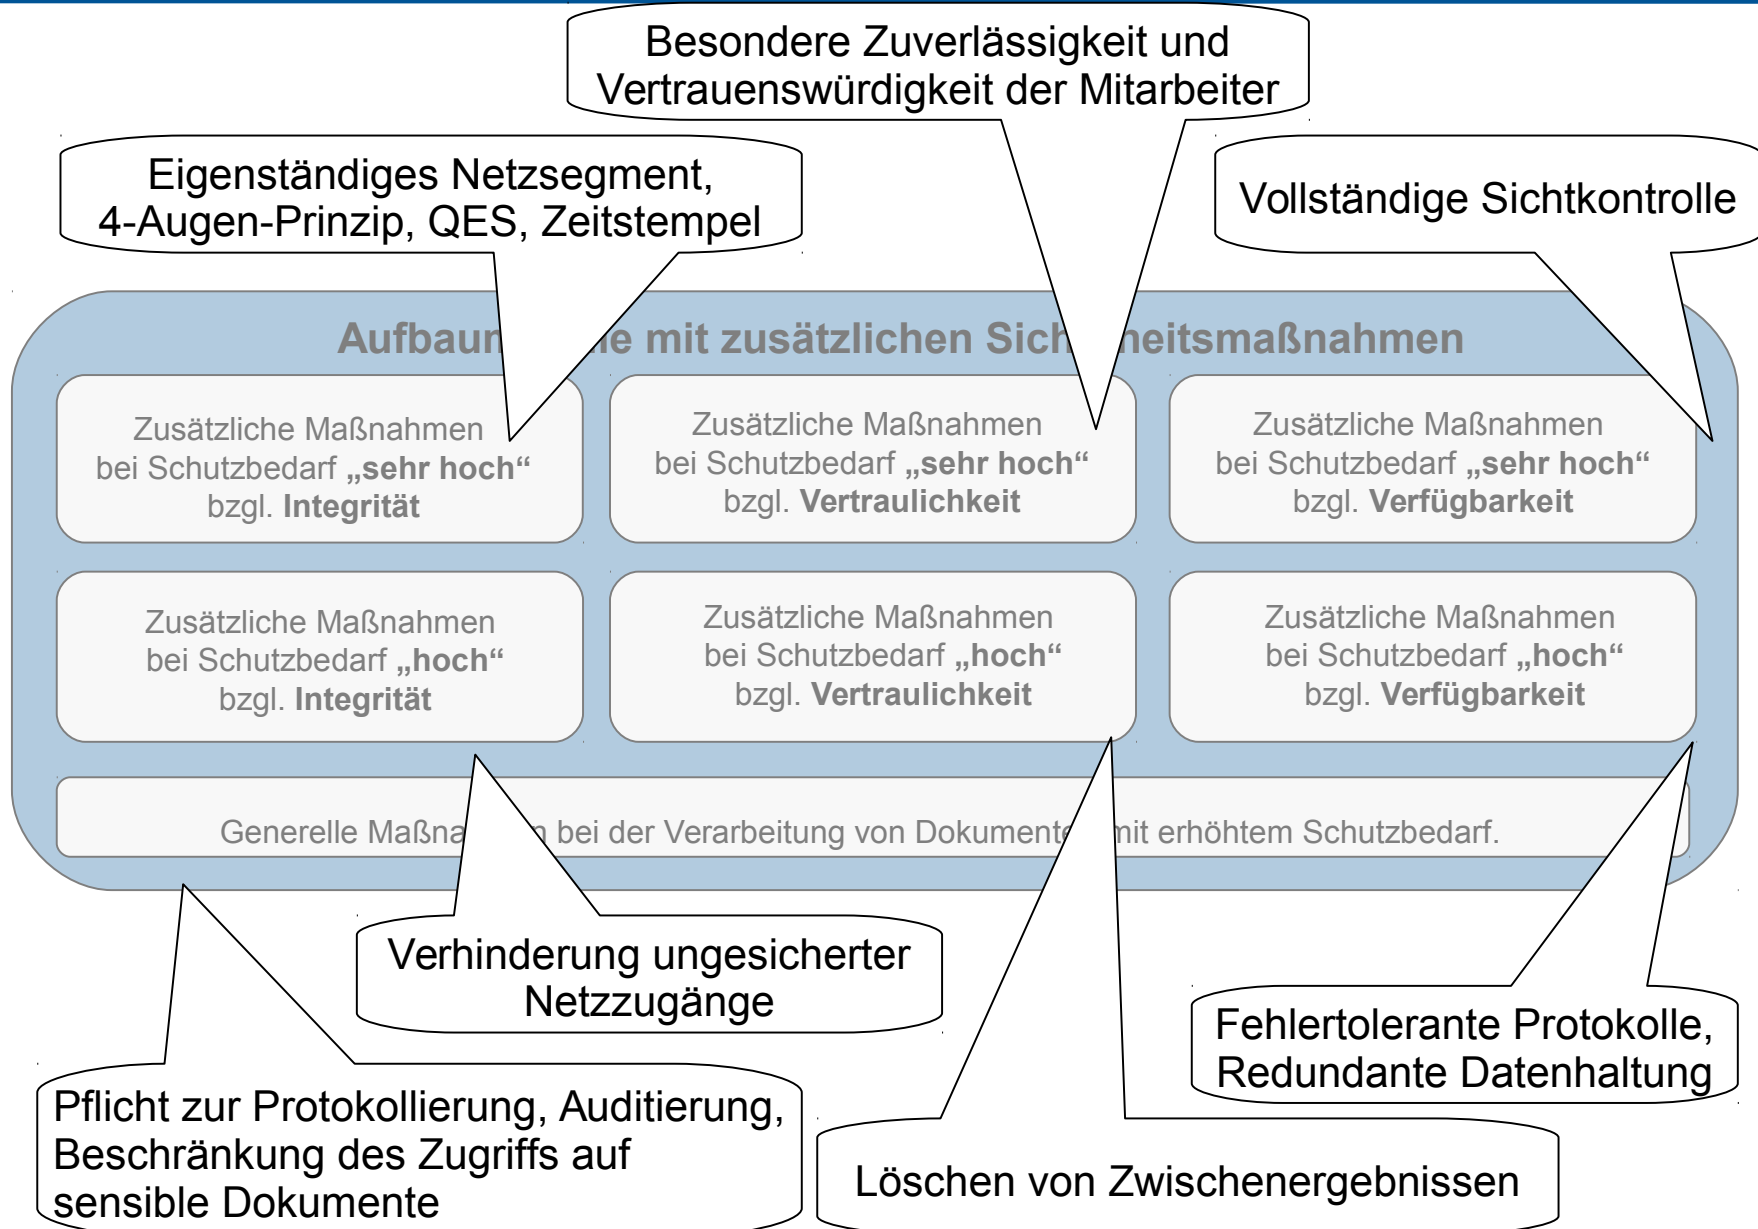 Besondere Zuverlässigkeit und
Vertrauenswürdigkeit der Mitarbeiter
Eigenständiges Netzsegment,
4-Augen-Prinzip, QES, Zeitstempel
Vollständige Sichtkontrolle
mit zusätzlichen
Zusätzliche Maßnahmen
bei Schutzbedarf „sehr hoch“
bzgl. Integrität
Zusätzliche Maßnahmen
bei Schutzbedarf „sehr hoch“
bzgl. Vertraulichkeit
Zusätzliche Maßnahmen
bei Schutzbedarf „sehr hoch“
bzgl. Verfügbarkeit
Zusätzliche Maßnahmen
bei Schutzbedarf „hoch“
bzgl. Integrität
Zusätzliche Maßnahmen
bei Schutzbedarf „hoch“
bzgl. Vertraulichkeit
Zusätzliche Maßnahmen
bei Schutzbedarf „hoch“
bzgl. Verfügbarkeit
Generelle bei der Verarbeitung von mit erhöhtem Schutzbedarf.
Verhinderung ungesicherter
Netzzugänge
Fehlertolerante Protokolle,
Redundante Datenhaltung
Pflicht zur Protokollierung, Auditierung,
Beschränkung des Zugriffs auf
sensible Dokumente
Löschen von Zwischenergebnissen